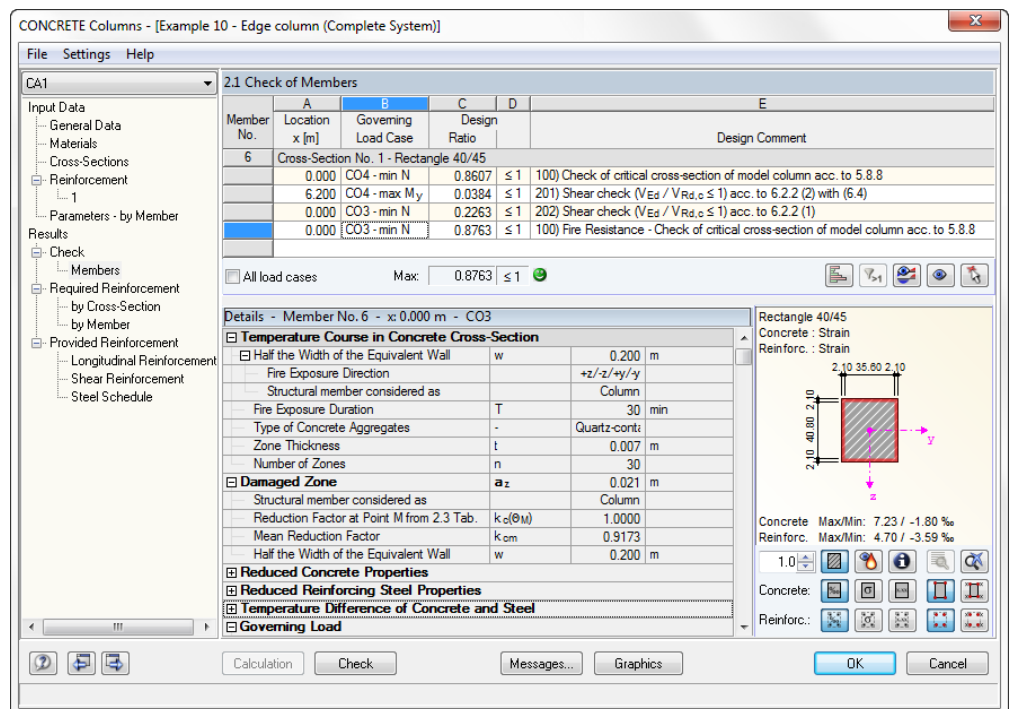 CONCRETE Columns - [Example 10 - Edge column (Complete System)]
File Settings Help
CA1
Input Data
General Data
Materials
Cross-Sections
Reinforcement
1
Parameters - by Member
Results
Check
Members
Required Reinforcement
by Cross-Section
by Member
Provided Reinforcement
Longitudinal Reinforcement
Shear Reinforcement
Steel Schedule
2.1 Check of Members
A B C D E
Member Location Governing Design
No. x [m] Load Case Ratio Design Comment
6 Cross-Section No. 1 - Rectangle 40/45
0.000 CO4 - min N 0.8607 ≤ 1 100) Check of critical cross-section of model column acc. to 5.8.8
6.200 CO4 - max My 0.0384 ≤ 1 201) Shear check (VEd / VRd,c ≤ 1) acc. to 6.2.2 (2) with (6.4)
0.000 CO3 - min N 0.2263 ≤ 1 202) Shear check (VEd / VRd,c ≤ 1) acc. to 6.2.2 (1)
0.000 CO3 - min N 0.8763 ≤ 1 100) Fire Resistance - Check of critical cross-section of model column acc. to 5.8.8
All load cases Max: 0.8763 ≤ 1
Details - Member No. 6 - x: 0.000 m - CO3
Temperature Course in Concrete Cross-Section
Half the Width of the Equivalent Wall w 0.200 m
Fire Exposure Direction +z/-z/+y/-y
Structural member considered as Column
Fire Exposure Duration T 30 min
Type of Concrete Aggregates - Quartz-conta
Zone Thickness t 0.007 m
Number of Zones n 30
Damaged Zone az 0.021 m
Structural member considered as Column
Reduction Factor at Point M from 2.3 Tab. kc(ΘM) 1.0000
Mean Reduction Factor kcm 0.9173
Half the Width of the Equivalent Wall w 0.200 m
Reduced Concrete Properties
Reduced Reinforcing Steel Properties
Temperature Difference of Concrete and Steel
Governing Load
Rectangle 40/45
Concrete : Strain
Reinforc. : Strain
2.10 35.60 2.10
2.10 40.80 2.10
y
z
Concrete Max/Min: 7.23 / -1.80 ‰
Reinforc. Max/Min: 4.70 / -3.59 ‰
1.0
Concrete:
Reinforc.:
Calculation Check Messages... Graphics OK Cancel